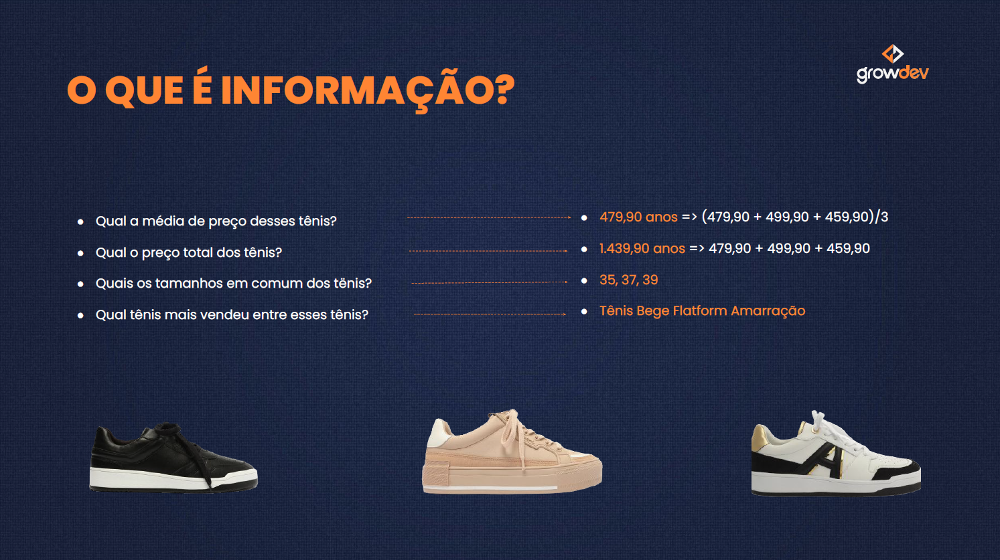 growdev
O QUE É INFORMAÇÃO?
Qual a média de preço desses tênis?
479,90 anos => (479,90 + 499,90 + 459,90)/3
Qual o preço total dos tênis?
1.439,90 anos => 479,90 + 499,90 + 459,90
Quais os tamanhos em comum dos tënis?
35, 37, 39
Qual tênis mais vendeu entre esses tênis?
Tênis Bege Flatform Amarração